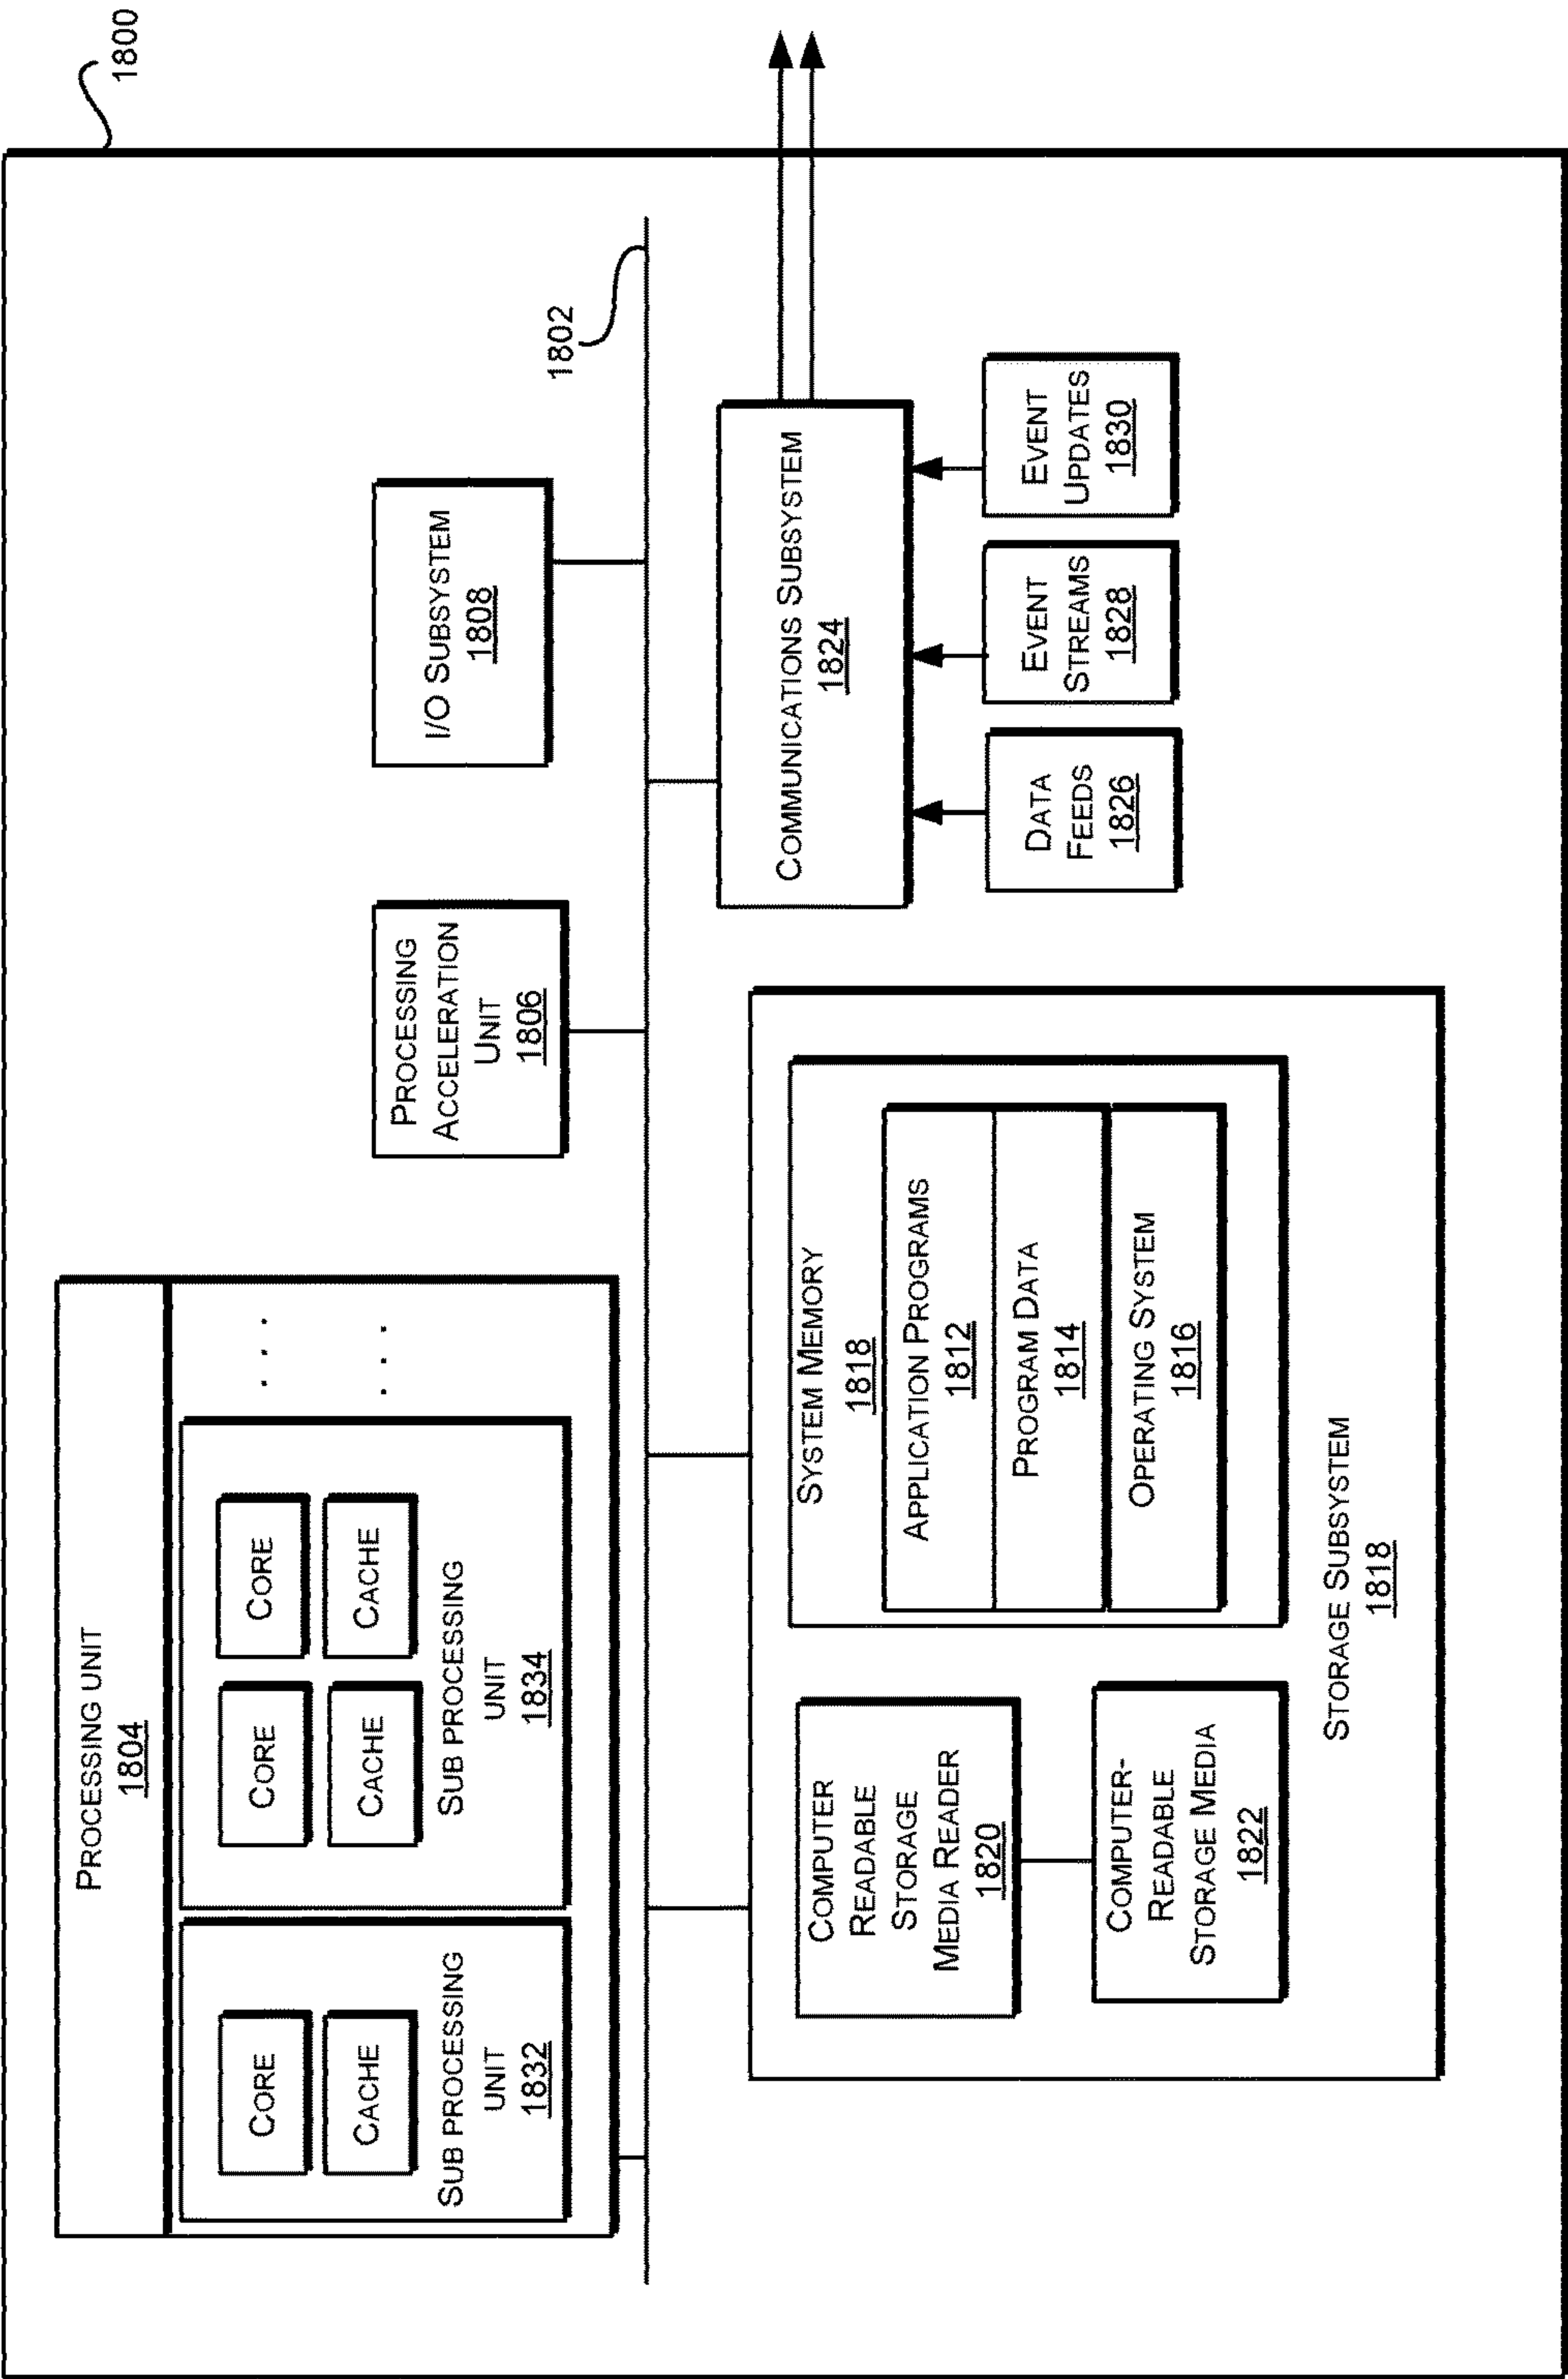 1800
PROCESSING UNIT
1804
CORE
CACHE
SUB PROCESSING
UNIT
1832
CORE
CORE
CACHE
CACHE
SUB PROCESSING
UNIT
1834
. . .
. . .
PROCESSING
ACCELERATION
UNIT
1806
I/O SUBSYSTEM
1808
1802
COMPUTER
READABLE
STORAGE
MEDIA READER
1820
COMPUTER-
READABLE
STORAGE MEDIA
1822
SYSTEM MEMORY
1818
APPLICATION PROGRAMS
1812
PROGRAM DATA
1814
OPERATING SYSTEM
1816
STORAGE SUBSYSTEM
1818
COMMUNICATIONS SUBSYSTEM
1824
DATA
FEEDS
1826
EVENT
STREAMS
1828
EVENT
UPDATES
1830